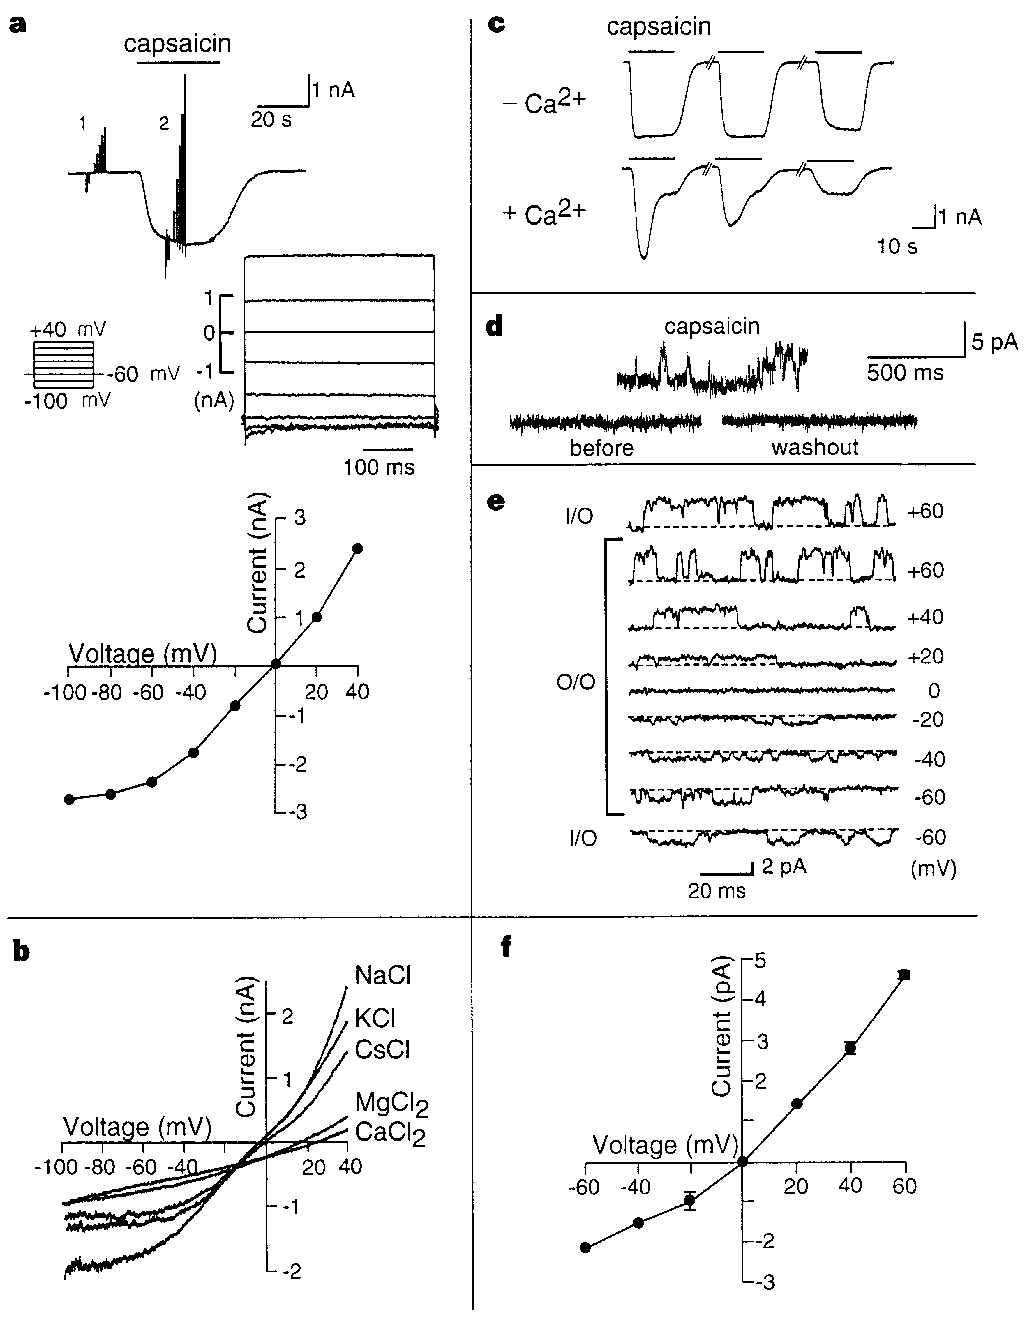 a
capsaicin
1 nA
20 s
1
2
+40 mV
-60 mV
-100 mV
1
0
-1
(nA)
100 ms
Current (nA)
3
2
1
-1
-2
-3
Voltage (mV)
-100 -80 -60 -40
20 40
b
NaCl
KCl
CsCl
MgCl2
CaCl2
Current (nA)
2
1
-1
-2
Voltage (mV)
-100 -80 -40
20 40
c
capsaicin
– Ca2+
+ Ca2+
1 nA
10 s
d
capsaicin
5 pA
500 ms
before
washout
e
I/O
+60
O/O
+60
+40
+20
0
-20
-40
-60
I/O
-60
(mV)
2 pA
20 ms
f
Current (pA)
5
4
3
2
-2
-3
Voltage (mV)
-60 -40
20 40 60